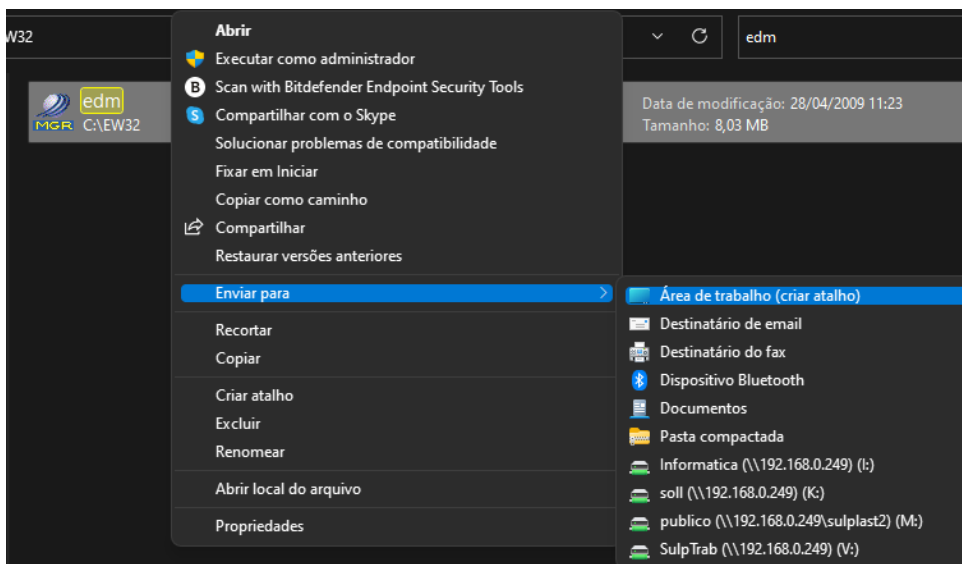 W32
edm
edm
MGR
C:\EW32
Data de modificação: 28/04/2009 11:23
Tamanho: 8,03 MB
Abrir
Executar como administrador
B
Scan with Bitdefender Endpoint Security Tools
S
Compartilhar com o Skype
Solucionar problemas de compatibilidade
Fixar em Iniciar
Copiar como caminho
Compartilhar
Restaurar versões anteriores
Enviar para
Recortar
Copiar
Criar atalho
Excluir
Renomear
Abrir local do arquivo
Propriedades
Área de trabalho (criar atalho)
Destinatário de email
Destinatário do fax
Dispositivo Bluetooth
Documentos
Pasta compactada
Informatica (\\192.168.0.249) (I:)
soll (\\192.168.0.249) (K:)
publico (\\192.168.0.249\sulplast2) (M:)
SulpTrab (\\192.168.0.249) (V:)